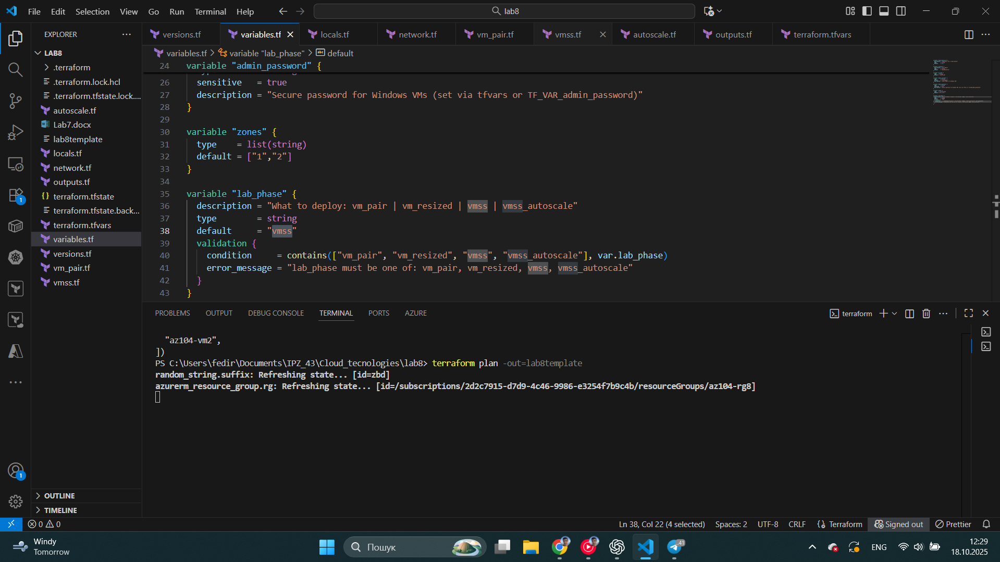 File Edit Selection View Go Run Terminal Help
lab8
EXPLORER
versions.tf
variables.tf
locals.tf
network.tf
vm_pair.tf
vmss.tf
autoscale.tf
outputs.tf
terraform.tfvars
LAB8
.terraform
.terraform.lock.hcl
.terraform.tfstate.lock....
autoscale.tf
Lab7.docx
lab8template
locals.tf
network.tf
outputs.tf
terraform.tfstate
terraform.tfstate.back...
terraform.tfvars
variables.tf
versions.tf
vm_pair.tf
vmss.tf
OUTLINE
TIMELINE
variables.tf > variable "lab_phase" > default
24 variable "admin_password" {
26 sensitive = true
27 description = "Secure password for Windows VMs (set via tfvars or TF_VAR_admin_password)"
28 }
29
30 variable "zones" {
31 type = list(string)
32 default = ["1","2"]
33 }
34
35 variable "lab_phase" {
36 description = "What to deploy: vm_pair | vm_resized | vmss | vmss_autoscale"
37 type = string
38 default = "vmss"
39 validation {
40 condition = contains(["vm_pair", "vm_resized", "vmss", "vmss_autoscale"], var.lab_phase)
41 error_message = "lab_phase must be one of: vm_pair, vm_resized, vmss, vmss_autoscale"
42 }
43 }
PROBLEMS OUTPUT DEBUG CONSOLE TERMINAL PORTS AZURE
terraform
"az104-vm2",
])
PS C:\Users\fedir\Documents\IPZ_43\Cloud_tecnologies\lab8> terraform plan -out=lab8template
random_string.suffix: Refreshing state... [id=zbd]
azurerm_resource_group.rg: Refreshing state... [id=/subscriptions/2d2c7915-d7d9-4c46-9986-e3254f7b9c4b/resourceGroups/az104-rg8]
1
1
0 0
Ln 38, Col 22 (4 selected) Spaces: 2 UTF-8 CRLF Terraform Signed out Prettier
Windy
Tomorrow
Пошук
41
ENG
12:29
18.10.2025